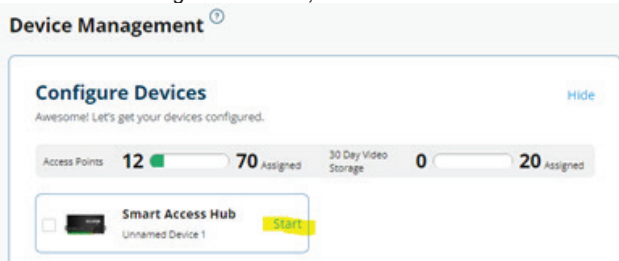 Device Management ?
Configure Devices
Hide
Awesome! Let's get your devices configured.
Access Points 12 70 Assigned 30 Day Video Storage 0 20 Assigned
Smart Access Hub
Unnamed Device 1
Start